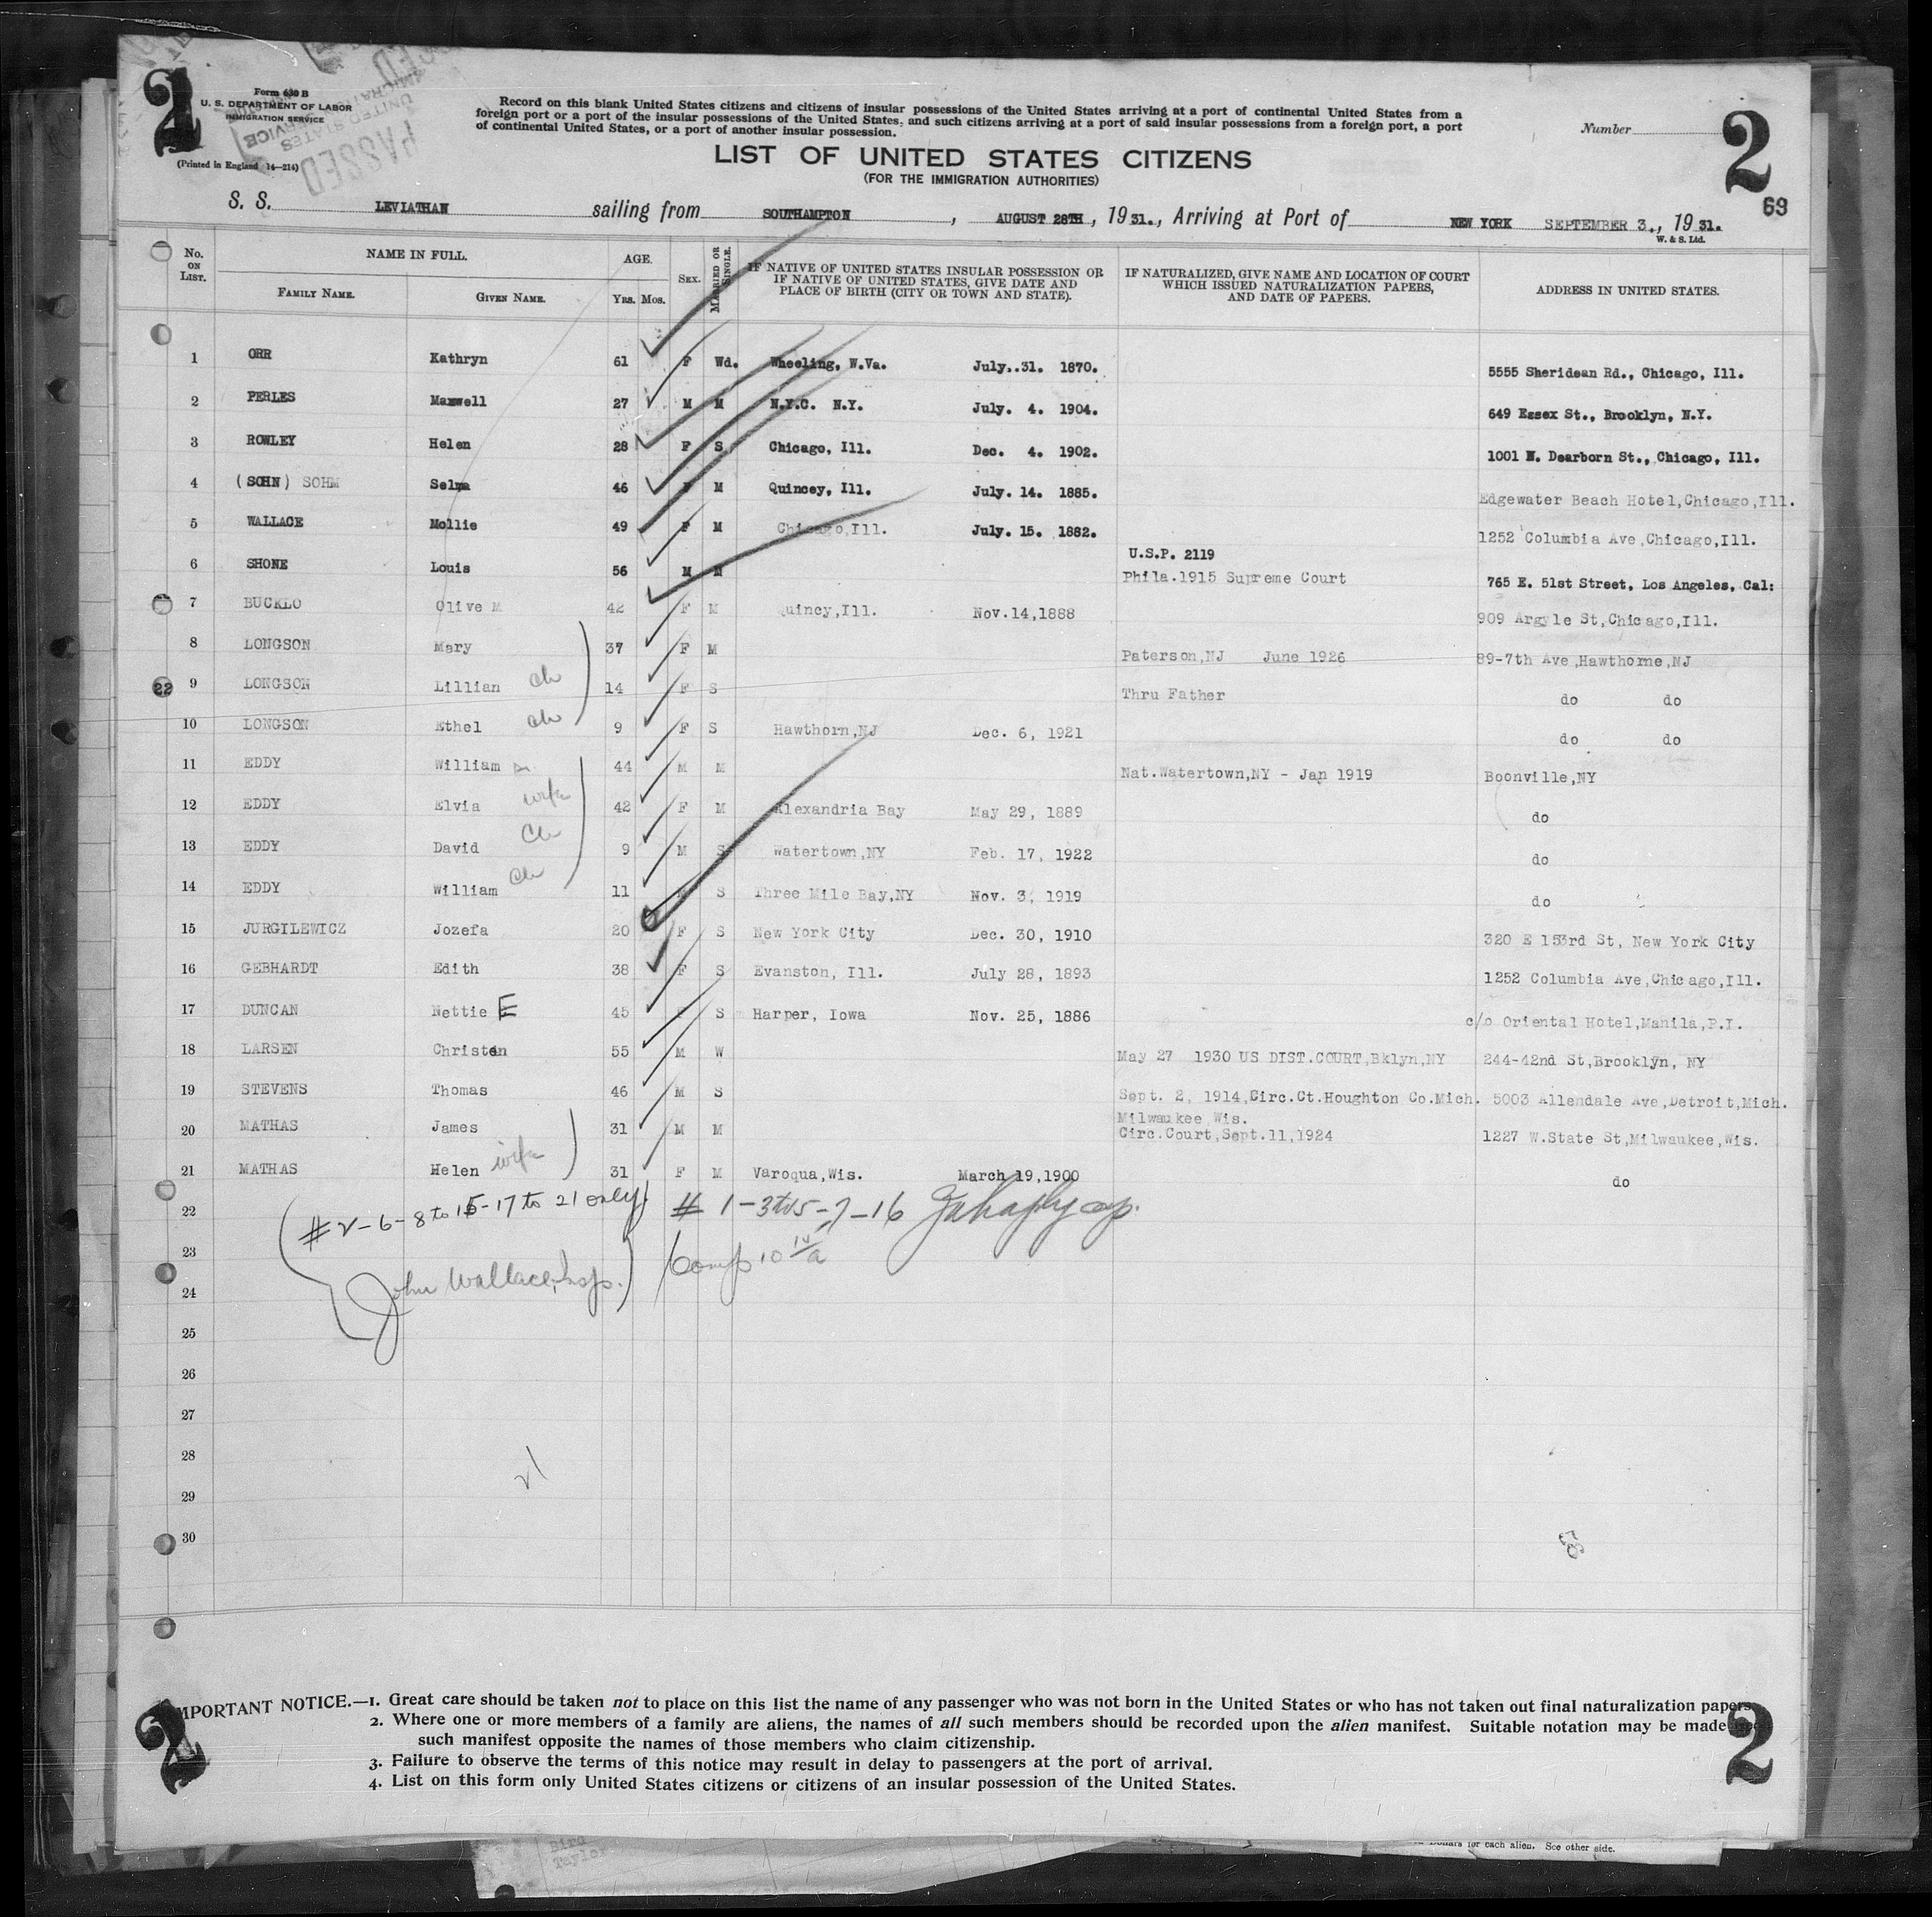 2
Form 630 B
U. S. DEPARTMENT OF LABOR
IMMIGRATION SERVICE
(Printed in England 14—214)
PASSED
UNITED STATES
Record on this blank United States citizens and citizens of insular possessions of the United States arriving at a port of continental United States from a
foreign port or a port of the insular possessions of the United States, and such citizens arriving at a port of said insular possessions from a foreign port, a port
of continental United States, or a port of another insular possession.
Number
2
LIST OF UNITED STATES CITIZENS
(FOR THE IMMIGRATION AUTHORITIES)
69
S. S. LEVIATHAN sailing from SOUTHAMPTON , AUGUST 28TH , 19 31., Arriving at Port of NEW YORK SEPTEMBER 3., 19 31.
W. & S. Ltd.
No. ON LIST. NAME IN FULL. FAMILY NAME. GIVEN NAME. AGE. YRS. MOS. SEX. MARRIED OR SINGLE. IF NATIVE OF UNITED STATES INSULAR POSSESSION OR IF NATIVE OF UNITED STATES, GIVE DATE AND PLACE OF BIRTH (CITY OR TOWN AND STATE). IF NATURALIZED, GIVE NAME AND LOCATION OF COURT WHICH ISSUED NATURALIZATION PAPERS, AND DATE OF PAPERS. ADDRESS IN UNITED STATES.
1 ORR Kathryn 61 F Wd. Wheeling, W.Va. July..31. 1870. 5555 Sheridean Rd., Chicago, Ill.
2 PERLES Maxwell 27 M M N.Y.C. N.Y. July. 4. 1904. 649 Essex St., Brooklyn, N.Y.
3 ROWLEY Helen 28 F S Chicago, Ill. Dec. 4. 1902. 1001 N. Dearborn St., Chicago, Ill.
4 (SOHN) SOHM Selma 46 F M Quincey, Ill. July. 14. 1885. Edgewater Beach Hotel,Chicago,Ill.
5 WALLACE Mollie 49 F M Chicago,Ill. July. 15. 1882. 1252 Columbia Ave,Chicago,Ill.
6 SHONE Louis 56 M M U.S.P. 2119 Phila.1915 Supreme Court 765 E. 51st Street, Los Angeles, Cal:
7 BUCKLO Olive M 42 F M Quincy,Ill. Nov.14,1888 909 Argyle St,Chicago,Ill.
8 LONGSON Mary 37 F M Paterson,NJ June 1926 89-7th Ave,Hawthorne,NJ
22 9 LONGSON Lillian ch 14 F S Thru Father do do
10 LONGSON Ethel ch 9 F S Hawthorn,NJ Dec. 6, 1921 do do
11 EDDY William 44 M M Nat.Watertown,NY - Jan 1919 Boonville,NY
12 EDDY Elvia wife 42 F M Alexandria Bay May 29, 1889 do
13 EDDY David Ch 9 M S Watertown,NY Feb. 17, 1922 do
14 EDDY William Ch 11 M S Three Mile Bay,NY Nov. 3, 1919 do
15 JURGILEWICZ Jozefa 20 F S New York City Dec. 30, 1910 320 E 153rd St, New York City
16 GEBHARDT Edith 38 F S Evanston, Ill. July 28, 1893 1252 Columbia Ave,Chicago,Ill.
17 DUNCAN Nettie E 45 F S Harper, Iowa Nov. 25, 1886 c/o Oriental Hotel,Manila,P.I.
18 LARSEN Christen 55 M W May 27 1930 US DIST.COURT,Bklyn,NY 244-42nd St,Brooklyn, NY
19 STEVENS Thomas 46 M S Sept. 2, 1914,Circ.Ct.Houghton Co.Mich. 5003 Allendale Ave,Detroit,Mich.
20 MATHAS James 31 M M Milwaukee Wis. Circ.Court,Sept.11,1924 1227 W.State St,Milwaukee,Wis.
21 MATHAS Helen wife 31 F M Varoqua,Wis. March 19,1900 do
22 # 2-6-8 to 15-17 to 21 only # 1-3to5-7-16
23
John Wallace, Insp.
24
25
26
27
28
21
29
30
58
IMPORTANT NOTICE.—1. Great care should be taken not to place on this list the name of any passenger who was not born in the United States or who has not taken out final naturalization papers.
2. Where one or more members of a family are aliens, the names of all such members should be recorded upon the alien manifest. Suitable notation may be made upon
such manifest opposite the names of those members who claim citizenship.
3. Failure to observe the terms of this notice may result in delay to passengers at the port of arrival.
4. List on this form only United States citizens or citizens of an insular possession of the United States.
2
2
Bird
Taylor
Dollars for each alien. See other side.